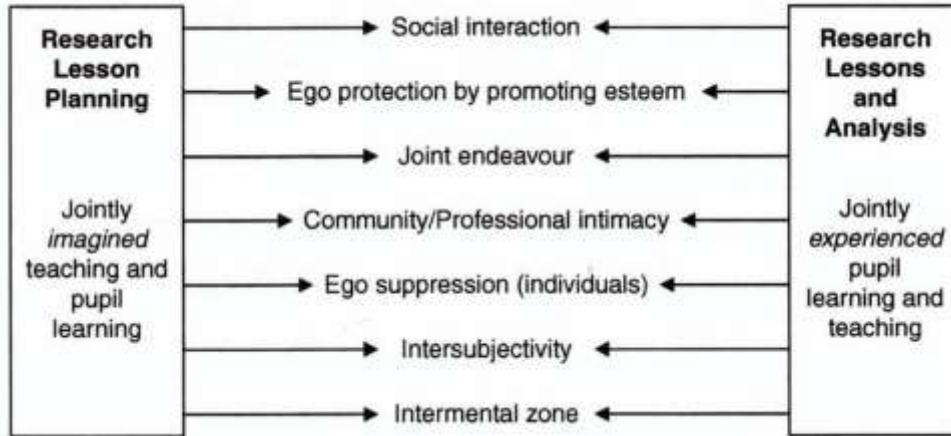 Research
Lesson
Planning
Jointly
imagined
teaching and
pupil
learning
Social interaction
Ego protection by promoting esteem
Joint endeavour
Community/Professional intimacy
Ego suppression (individuals)
Intersubjectivity
Intermental zone
Research
Lessons
and
Analysis
Jointly
experienced
pupil
learning and
teaching